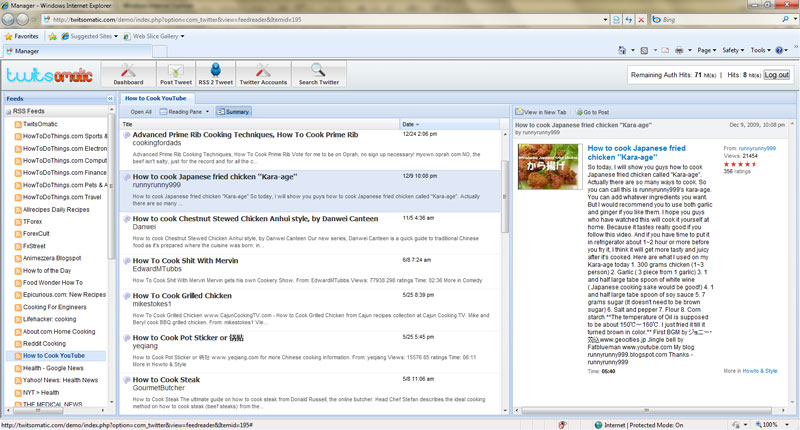 Manager - Windows Internet Explorer
http://twitsomatic.com/demo/index.php?option=com_twitter&view=feedreader&Itemid=195
Bing
Favorites Suggested Sites Web Slice Gallery
Manager
Page Safety Tools
twitsomatic
Dashboard Post Tweet RSS 2 Tweet Twitter Accounts Search Twitter
Remaining Auth Hits: 71 hit(s) | Hits: 8 hit(s) Log out
Feeds
RSS Feeds
TwitsOmatic
HowToDoThings.com Sports &
HowToDoThings.com Electron
HowToDoThings.com Comput
HowToDoThings.com Finance
HowToDoThings.com Pets & A
HowToDoThings.com Travel
Allrecipes Daily Recipes
TForex
ForexCult
FxStreet
Animezzera Blogspot
How to of the Day
Food Wonder How To
Epicurious.com: New Recipes
Cooking For Engineers
Lifehacker: cooking
About.com Home Cooking
Reddit Cooking
How to Cook YouTube
Health - Google News
Yahoo! News: Health News
NYT > Health
THE MEDICAL NEWS
How to Cook YouTube
Open All Reading Pane Summary
Title Date
Advanced Prime Rib Cooking Techniques, How To Cook Prime Rib 12/24 2:06 pm
cookingfordads
Advanced Prime Rib Cooking Techniques, How To Cook Prime Rib Vote for me to be on Oprah, no sign up necessary! myown.oprah.com NO, the
beef isn't salty, just for the record and for all the c...
How to cook Japanese fried chicken "Kara-age" 12/9 10:08 pm
runnyrunny999
How to cook Japanese fried chicken "Kara-age" So today, I will show you guys how to cook Japanese fried chicken called "Kara-age". Actually
there are so many ...
How to cook Chestnut Stewed Chicken Anhui style, by Danwei Canteen 11/5 4:36 am
Danwei
How to cook Chestnut Stewed Chicken Anhui style, by Danwei Canteen Our new series, Danwei Canteen is a quick guide to traditional Chinese
food as it's prepared where the cuisine was born: in...
How To Cook Shit With Mervin 6/8 7:24 am
EdwardMTubbs
How To Cook Shit With Mervin Mervin gets his own Cookery Show. From: EdwardMTubbs Views: 77938 298 ratings Time: 02:36 More in Comedy
How To Cook Grilled Chicken 5/25 8:39 pm
mikestokes1
How To Cook Grilled Chicken www.CajunCookingTV.com - How to Cook Grilled Chicken from Cajun recipes collection at Cajun Cooking TV. Mike and
Beryl cook BBQ grilled chicken. From: mikestokes1 Vie...
How to Cook Pot Sticker or 锅贴 5/25 5:45 pm
yeqiang
How to Cook Pot Sticker or 锅贴 www.yeqiang.com for more Chinese cooking information. From: yeqiang Views: 15576 85 ratings Time: 06:11
More in Howto & Style
How to Cook Steak 5/8 11:06 am
GourmetButcher
How to Cook Steak The ultimate guide on how to cook steak from Donald Russell, the online butcher. Head Chef Stefan describes the ideal cooking
method on how to cook steak (beef steaks) from the...
View in New Tab Go to Post
How to cook Japanese fried chicken "Kara-age" Dec 9, 2009, 10:08 pm
by runnyrunny999
から揚げ
How to cook Japanese fried
chicken "Kara-age"
From: runnyrunny999
Views: 21454
356 ratings
So today, I will show you guys how to cook
Japanese fried chicken called "Kara-age".
Actually there are so many ways to cook. So
you can call this is runnyrunny999's kara-age.
You can add whatever ingredients you want.
But I would recommend you to use both garlic
and ginger if you like them. I hope you guys
who have watched this will cook it yourself at
home. Because it tastes really good if you
follow this video. And if you have time to put it
in refrigerator about 1~2 hour or more before
you fry it, I think it will get more tasty and juicy
after it's cooked. Here are what I used on my
Kara-age today 1. 300 grams chicken (1~3
person) 2. Garlic ( 3 piece from 1 garlic) 3. 1
and half large tabe spoon of white wine
( Japanese cooking sake would be good!) 4. 1
and half large tabe spoon of soy sauce 5. 7
grams sugar (It doesn't need to be brown
sugar) 6. Salt and pepper 7. Flour 8. Corn
starch **The temperature of Oil is supposed
to be about 150℃~ 160℃. I just fried it till it
turned brown in color.** First BGM by ジョニー・
www.geocities.jp Jingle bell by
Fatblueman www.youtube.com My blog
runnyrunny999.blogspot.com Thanks -
runnyrunny999
Time: 05:40 More in Howto & Style
http://twitsomatic.com/demo/index.php?option=com_twitter&view=feedreader&Itemid=195#
Internet | Protected Mode: On 100%